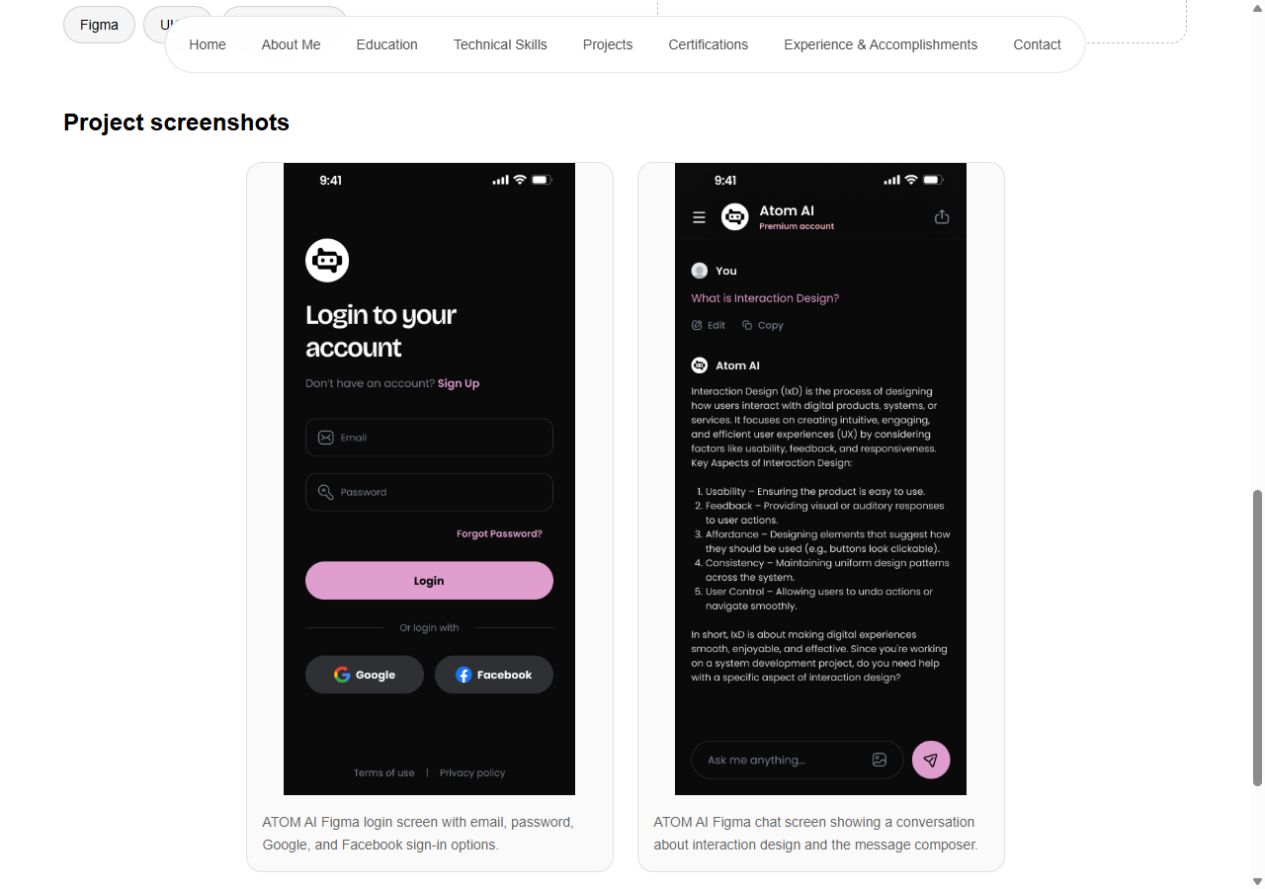 Figma
Home
About Me
Education
Technical Skills
Projects
Certifications
Experience & Accomplishments
Contact
Project screenshots
9:41
Login to your
account
Don't have an account? Sign Up
Email
Password
Forgot Password?
Login
Or login with
Google
Facebook
Terms of use | Privacy policy
ATOM AI Figma login screen with email, password,
Google, and Facebook sign-in options.
9:41
Atom AI
Premium account
You
What is Interaction Design?
Edit
Copy
Atom AI
Interaction Design (IxD) is the process of designing
how users interact with digital products, systems, or
services. It focuses on creating intuitive, engaging,
and efficient user experiences (UX) by considering
factors like usability, feedback, and responsiveness.
Key Aspects of Interaction Design:
1. Usability – Ensuring the product is easy to use.
2. Feedback – Providing visual or auditory responses
to user actions.
3. Affordance – Designing elements that suggest how
they should be used (e.g., buttons look clickable).
4. Consistency – Maintaining uniform design patterns
across the system.
5. User Control – Allowing users to undo actions or
navigate smoothly.
In short, IxD is about making digital experiences
smooth, enjoyable, and effective. Since you're working
on a system development project, do you need help
with a specific aspect of interaction design?
Ask me anything...
ATOM AI Figma chat screen showing a conversation
about interaction design and the message composer.